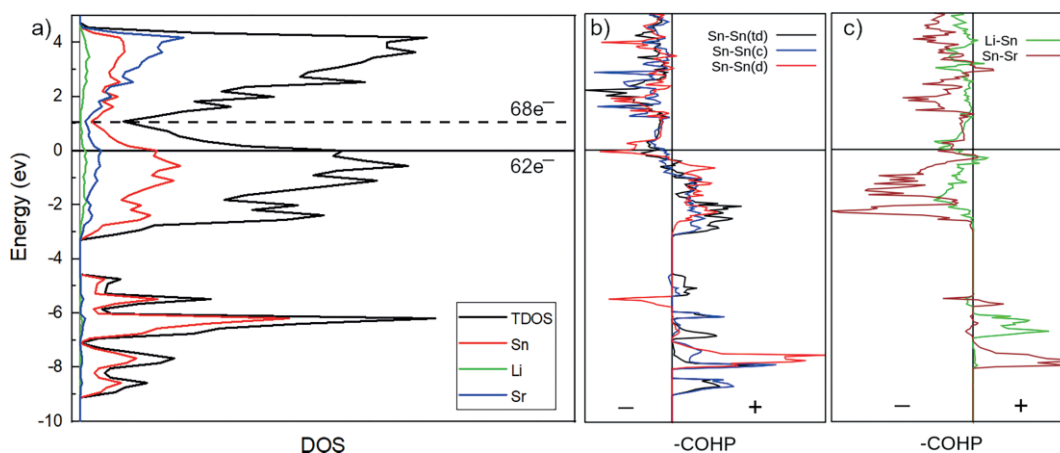 a)
4
2
0
-2
-4
-6
-8
-10
Energy (ev)
68e⁻
62e⁻
TDOS
Sn
Li
Sr
DOS
b)
Sn-Sn(td)
Sn-Sn(c)
Sn-Sn(d)
− +
-COHP
c)
Li-Sn
Sn-Sr
− +
-COHP